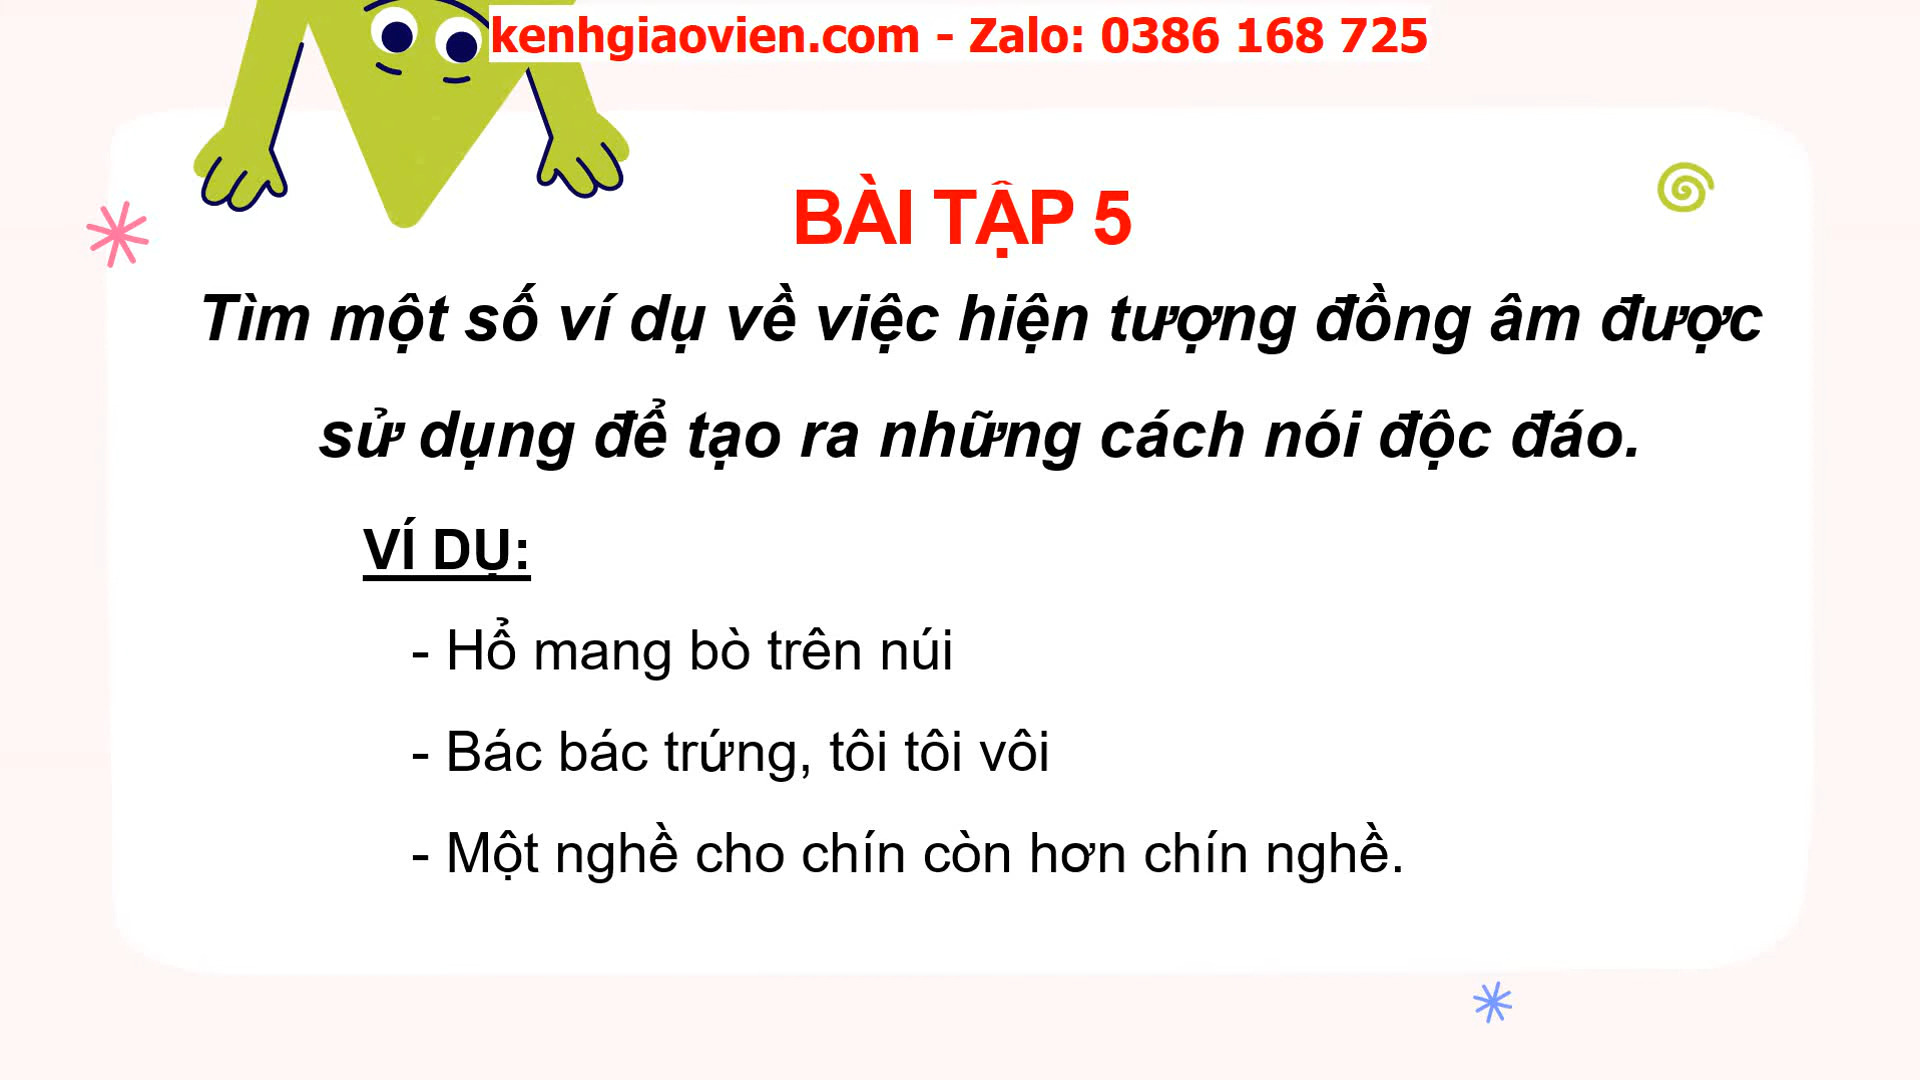 kenhgiaovien.com - Zalo: 0386 168 725
BÀI TẬP 5
Tìm một số ví dụ về việc hiện tượng đồng âm được
sử dụng để tạo ra những cách nói độc đáo.
VÍ DỤ:
- Hổ mang bò trên núi
- Bác bác trứng, tôi tôi vôi
- Một nghề cho chín còn hơn chín nghề.